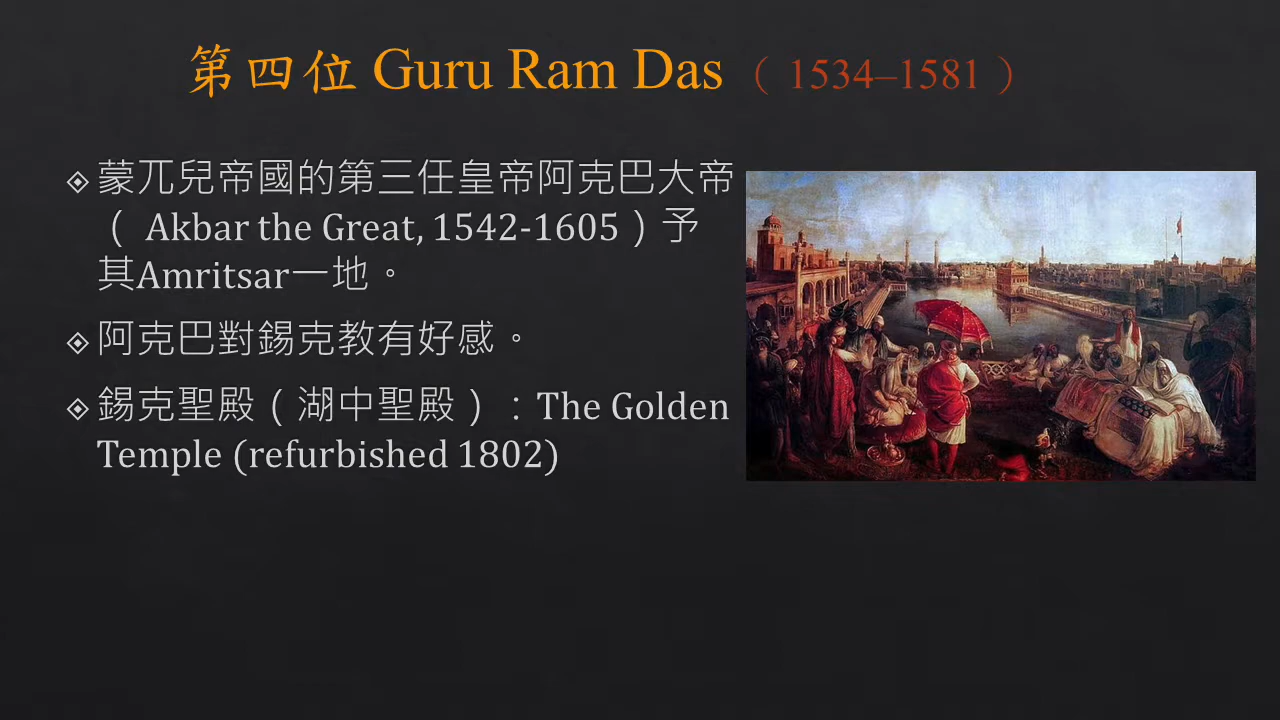 第四位 Guru Ram Das（1534–1581）
蒙兀兒帝國的第三任皇帝阿克巴大帝
（ Akbar the Great, 1542-1605）予
其Amritsar一地。
阿克巴對錫克教有好感。
錫克聖殿（湖中聖殿）：The Golden
Temple (refurbished 1802)